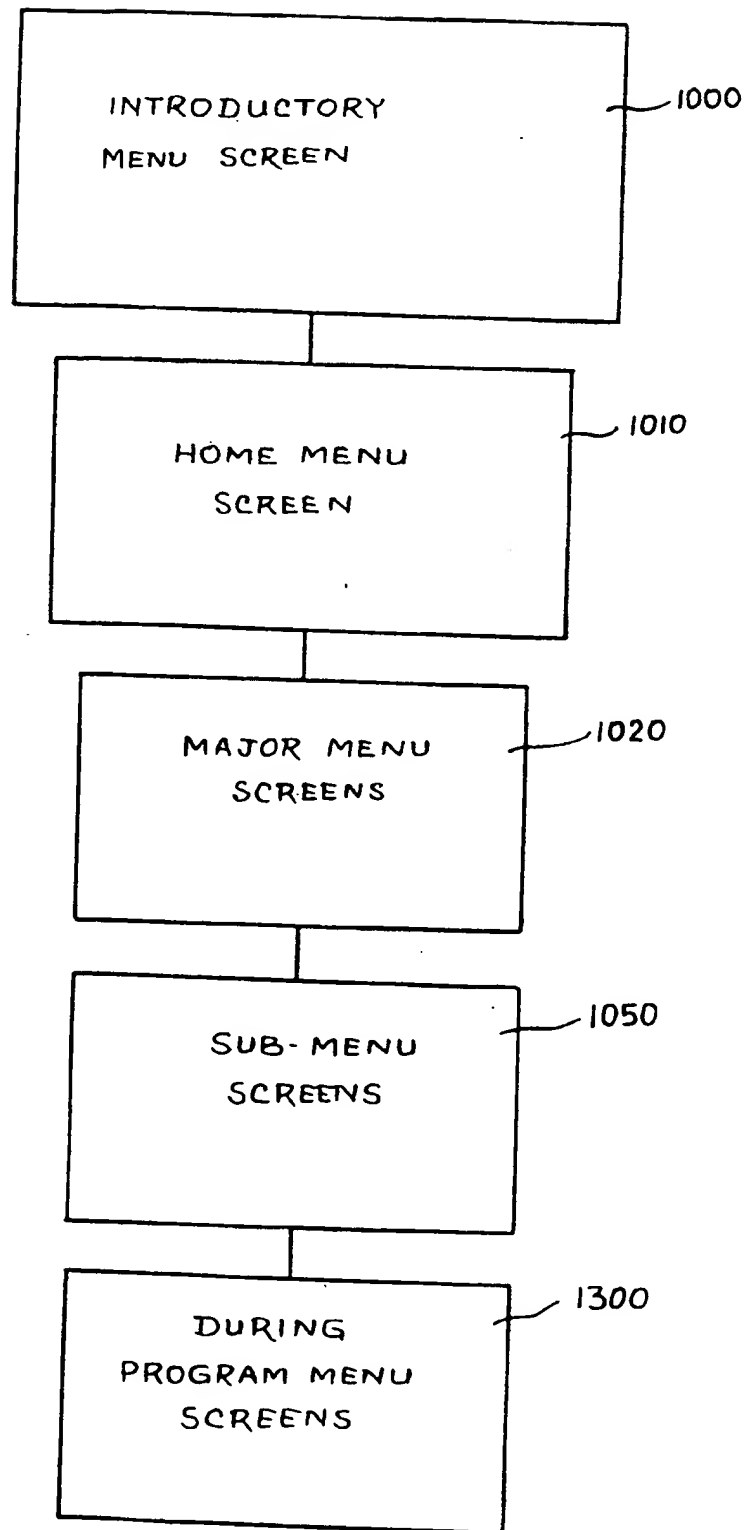 INTRODUCTORY
MENU SCREEN
1000
HOME MENU
SCREEN
1010
MAJOR MENU
SCREENS
1020
SUB-MENU
SCREENS
1050
DURING
PROGRAM MENU
SCREENS
1300